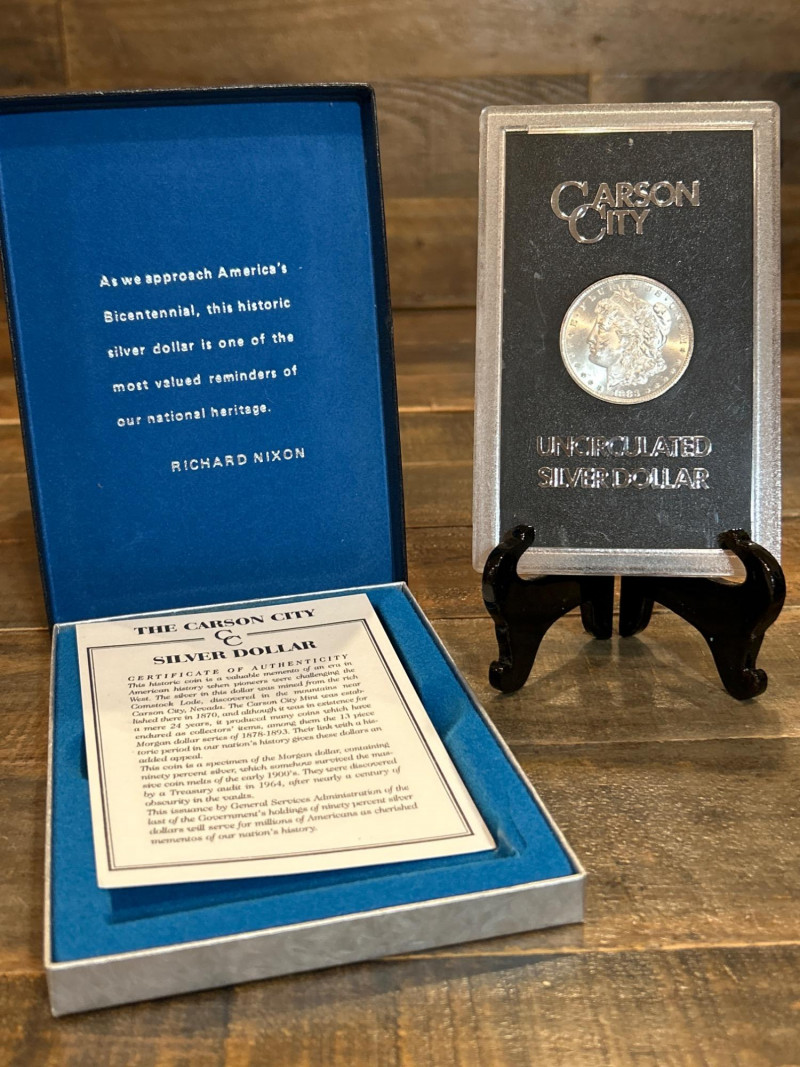 As we approach America's
Bicentennial, this historic
silver dollar is one of the
most valued reminders of
our national heritage.
RICHARD NIXON
CARSON
CITY
UNCIRCULATED
SILVER DOLLAR
THE CARSON CITY
CC
SILVER DOLLAR
CERTIFICATE OF AUTHENTICITY
This historic coin is a valuable memento of an era in
American history when pioneers were challenging the
West. The silver in this dollar was mined from the rich
Comstock Lode, discovered in the mountains near
Carson City, Nevada. The Carson City Mint was estab-
lished there in 1870, and although it was in existence for
a mere 24 years, it produced many coins which have
endured as collectors' items, among them the 13 piece
Morgan dollar series of 1878-1893. Their link with a his-
toric period in our nation's history gives these dollars an
added appeal.
This coin is a specimen of the Morgan dollar, containing
ninety percent silver, which somehow survived the mas-
sive coin melts of the early 1900's. They were discovered
by a Treasury audit in 1964, after nearly a century of
obscurity in the vaults.
This issuance by General Services Administration of the
last of the Government's holdings of ninety percent silver
dollars will serve for millions of Americans as cherished
mementos of our nation's history.